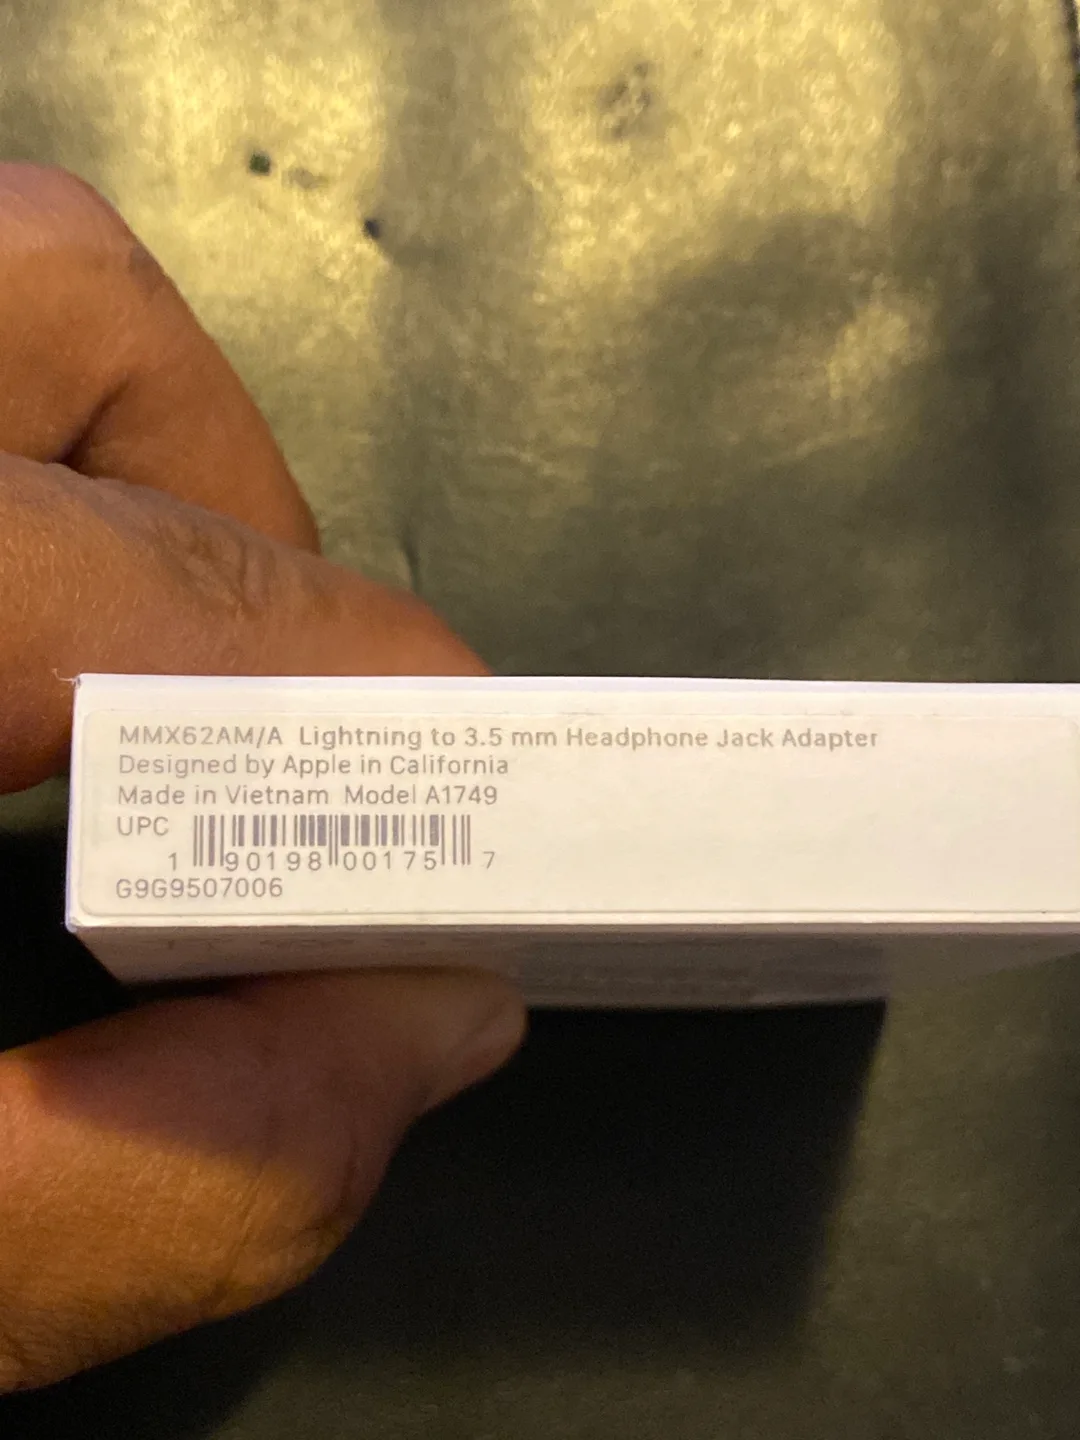 MMX62AM/A Lightning to 3.5 mm Headphone Jack Adapter
Designed by Apple in California
Made in Vietnam Model A1749
UPC
1 90198 00175 7
G9G9507006